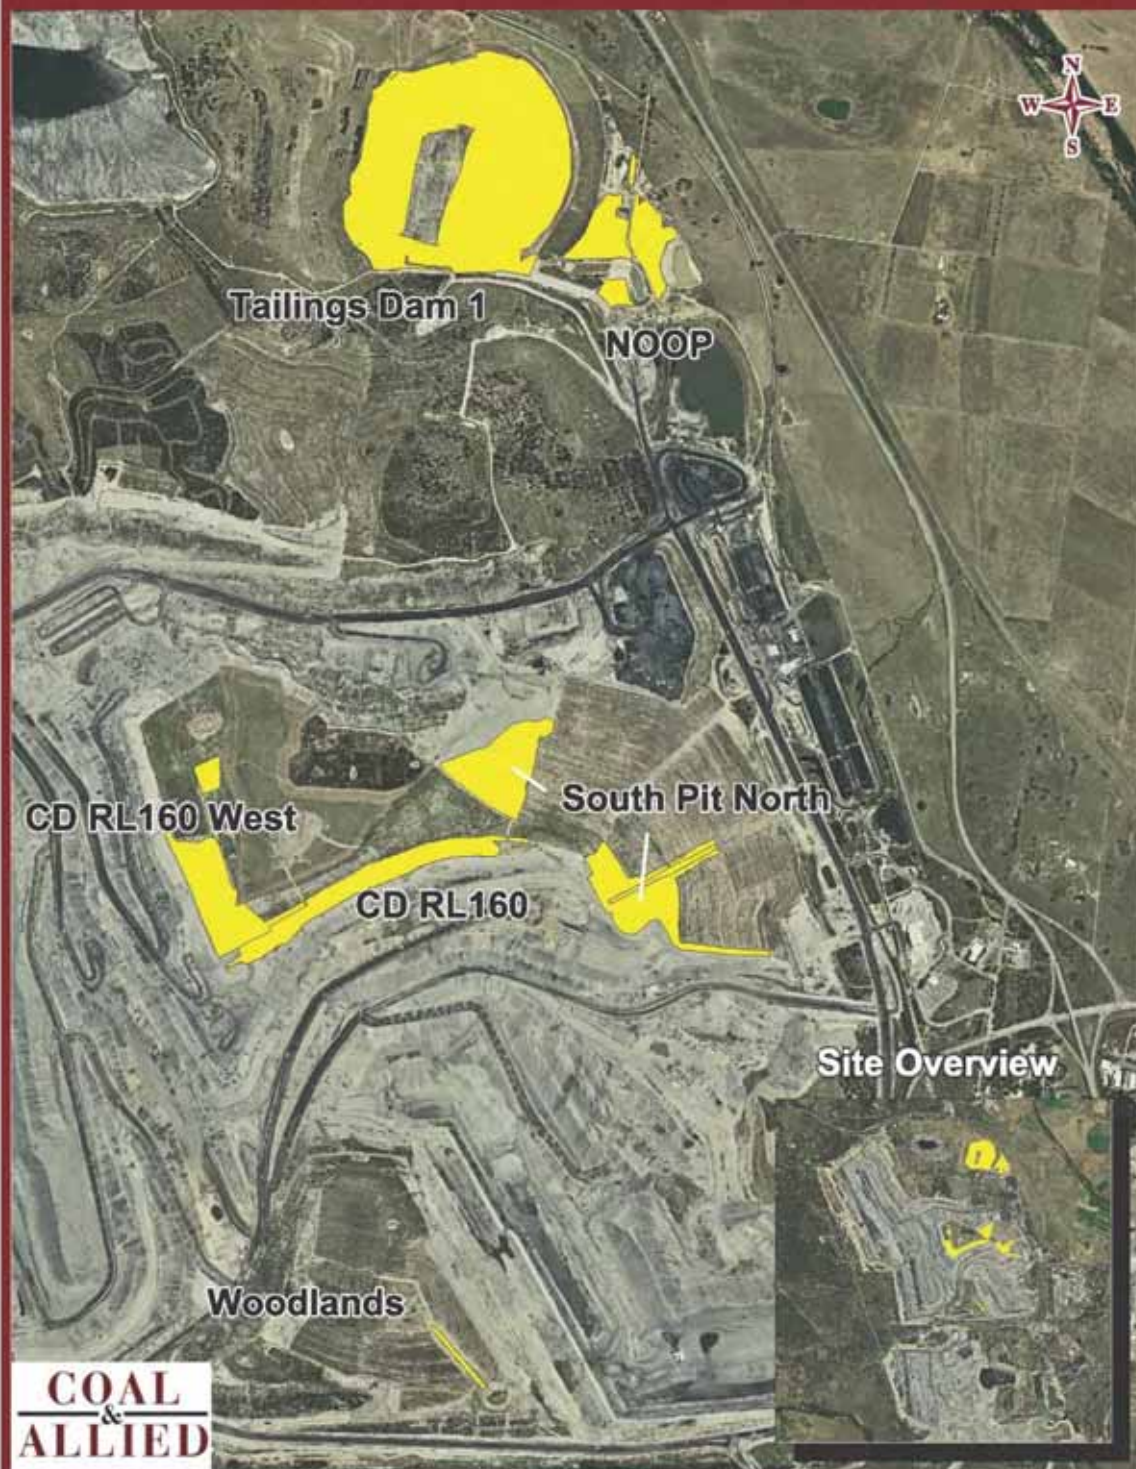 N
W E
S
Tailings Dam 1
NOOP
South Pit North
CD RL160 West
CD RL160
Site Overview
Woodlands
COAL
&
ALLIED